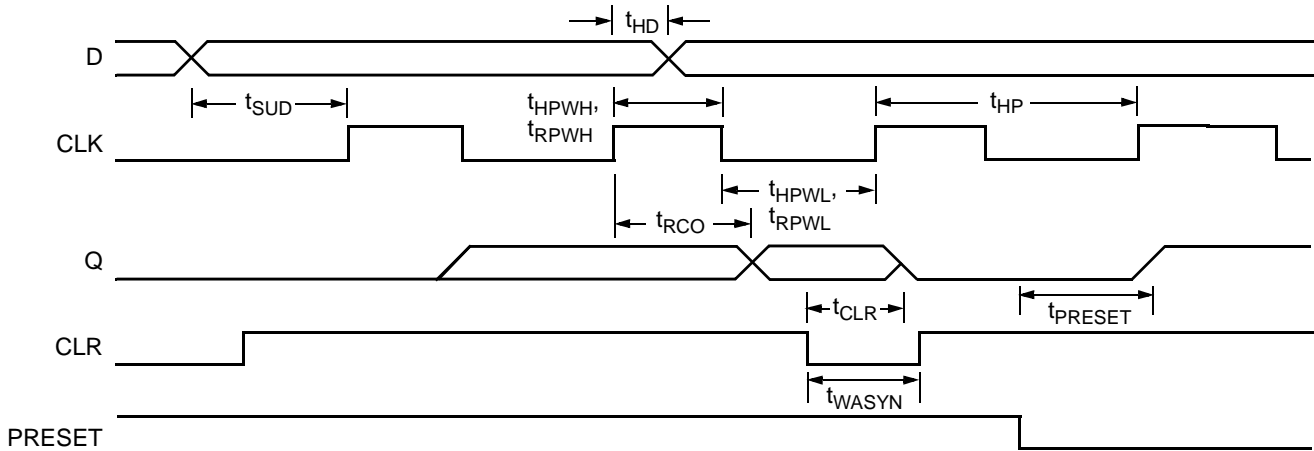 tHD
D
tSUD
tHPWH,
tRPWH
tHP
CLK
tHPWL,
tRPWL
tRCO
Q
tCLR
tPRESET
CLR
tWASYN
PRESET